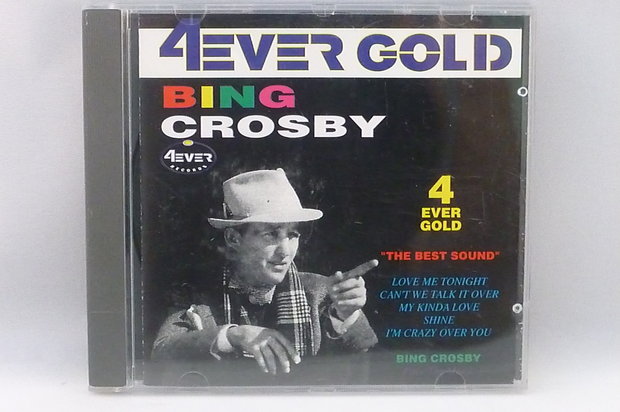 4EVER GOLD
BING
CROSBY
4EVER
RECORDS
4
EVER
GOLD
"THE BEST SOUND"
LOVE ME TONIGHT
CAN'T WE TALK IT OVER
MY KINDA LOVE
SHINE
I'M CRAZY OVER YOU
BING CROSBY